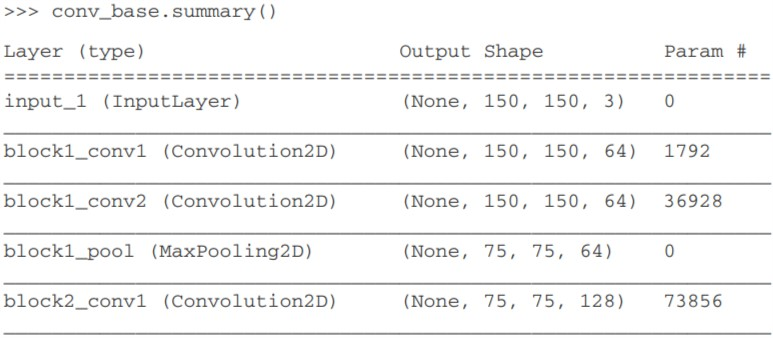 >>> conv_base.summary()
Layer (type) Output Shape Param #
================================================================
input_1 (InputLayer) (None, 150, 150, 3) 0
________________________________________________________________
block1_conv1 (Convolution2D) (None, 150, 150, 64) 1792
________________________________________________________________
block1_conv2 (Convolution2D) (None, 150, 150, 64) 36928
________________________________________________________________
block1_pool (MaxPooling2D) (None, 75, 75, 64) 0
________________________________________________________________
block2_conv1 (Convolution2D) (None, 75, 75, 128) 73856
________________________________________________________________